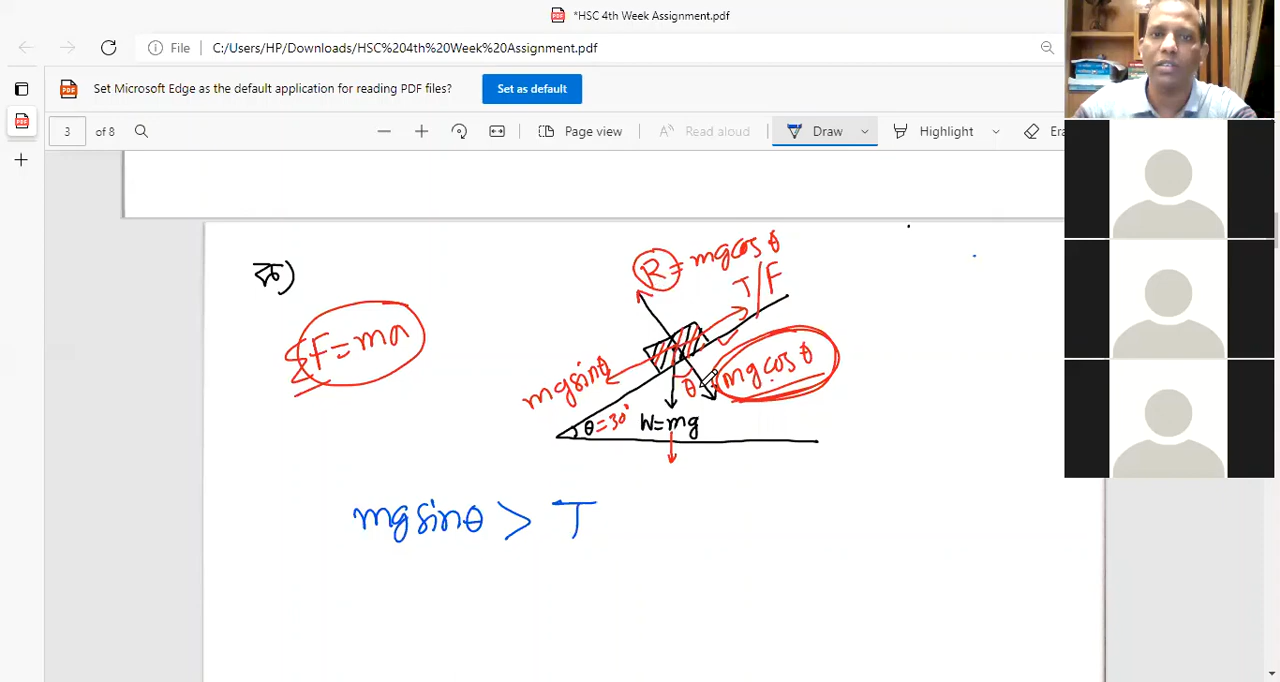 *HSC 4th Week Assignment.pdf
File C:/Users/HP/Downloads/HSC%204th%20Week%20Assignment.pdf
Set Microsoft Edge as the default application for reading PDF files? Set as default
3 of 8 Page view Read aloud Draw Highlight Era
ক)
R = mg cos θ
T/F
ΣF = ma
mg sin θ
θ
mg cos θ
θ = 30°
W = mg
mg sin θ > T